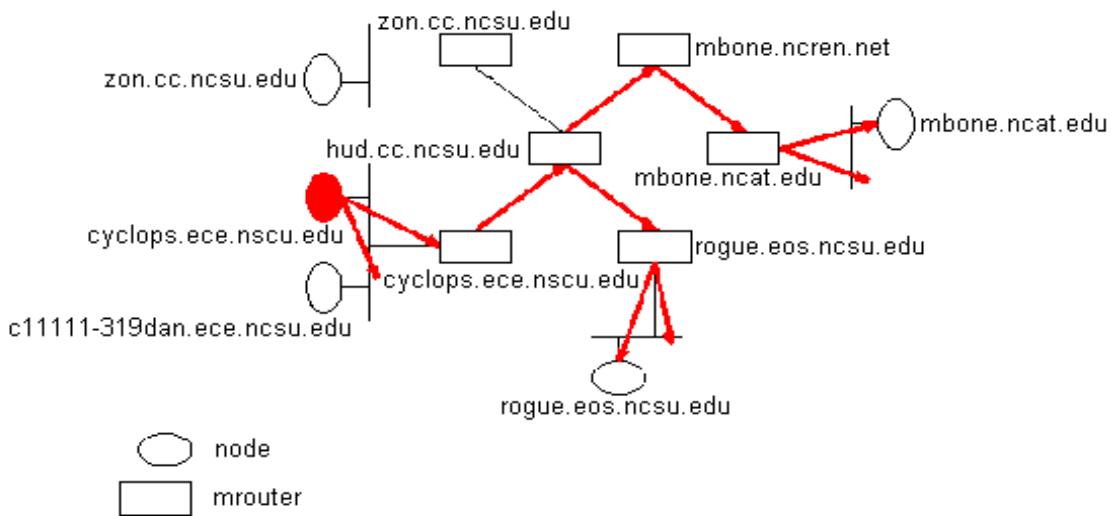 zon.cc.ncsu.edu
mbone.ncren.net
zon.cc.ncsu.edu
mbone.ncat.edu
hud.cc.ncsu.edu
mbone.ncat.edu
cyclops.ece.nscu.edu
rogue.eos.ncsu.edu
cyclops.ece.nscu.edu
c11111-319dan.ece.ncsu.edu
rogue.eos.ncsu.edu
node
mrouter